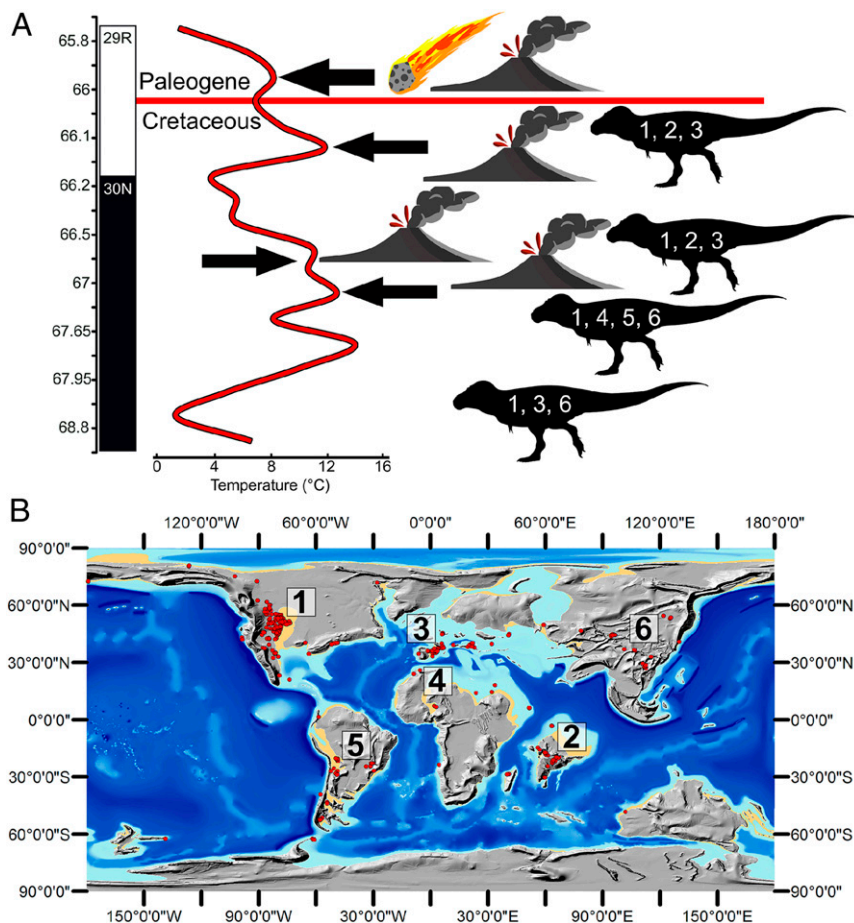 A
65.8
66
66.1
66.2
66.5
67
67.65
67.95
68.8
29R
30N
Paleogene
Cretaceous
1, 2, 3
1, 2, 3
1, 4, 5, 6
1, 3, 6
0 4 8 12 16
Temperature (°C)
B
120°0'0"W 60°0'0"W 0°0'0" 60°0'0"E 120°0'0"E 180°0'0"
90°0'0"N 90°0'0"N
60°0'0"N 60°0'0"N
30°0'0"N 30°0'0"N
0°0'0" 0°0'0"
30°0'0"S 30°0'0"S
60°0'0"S 60°0'0"S
90°0'0" 90°0'0"
1
3
6
4
2
5
150°0'0"W 90°0'0"W 30°0'0"W 30°0'0"E 90°0'0"E 150°0'0"E